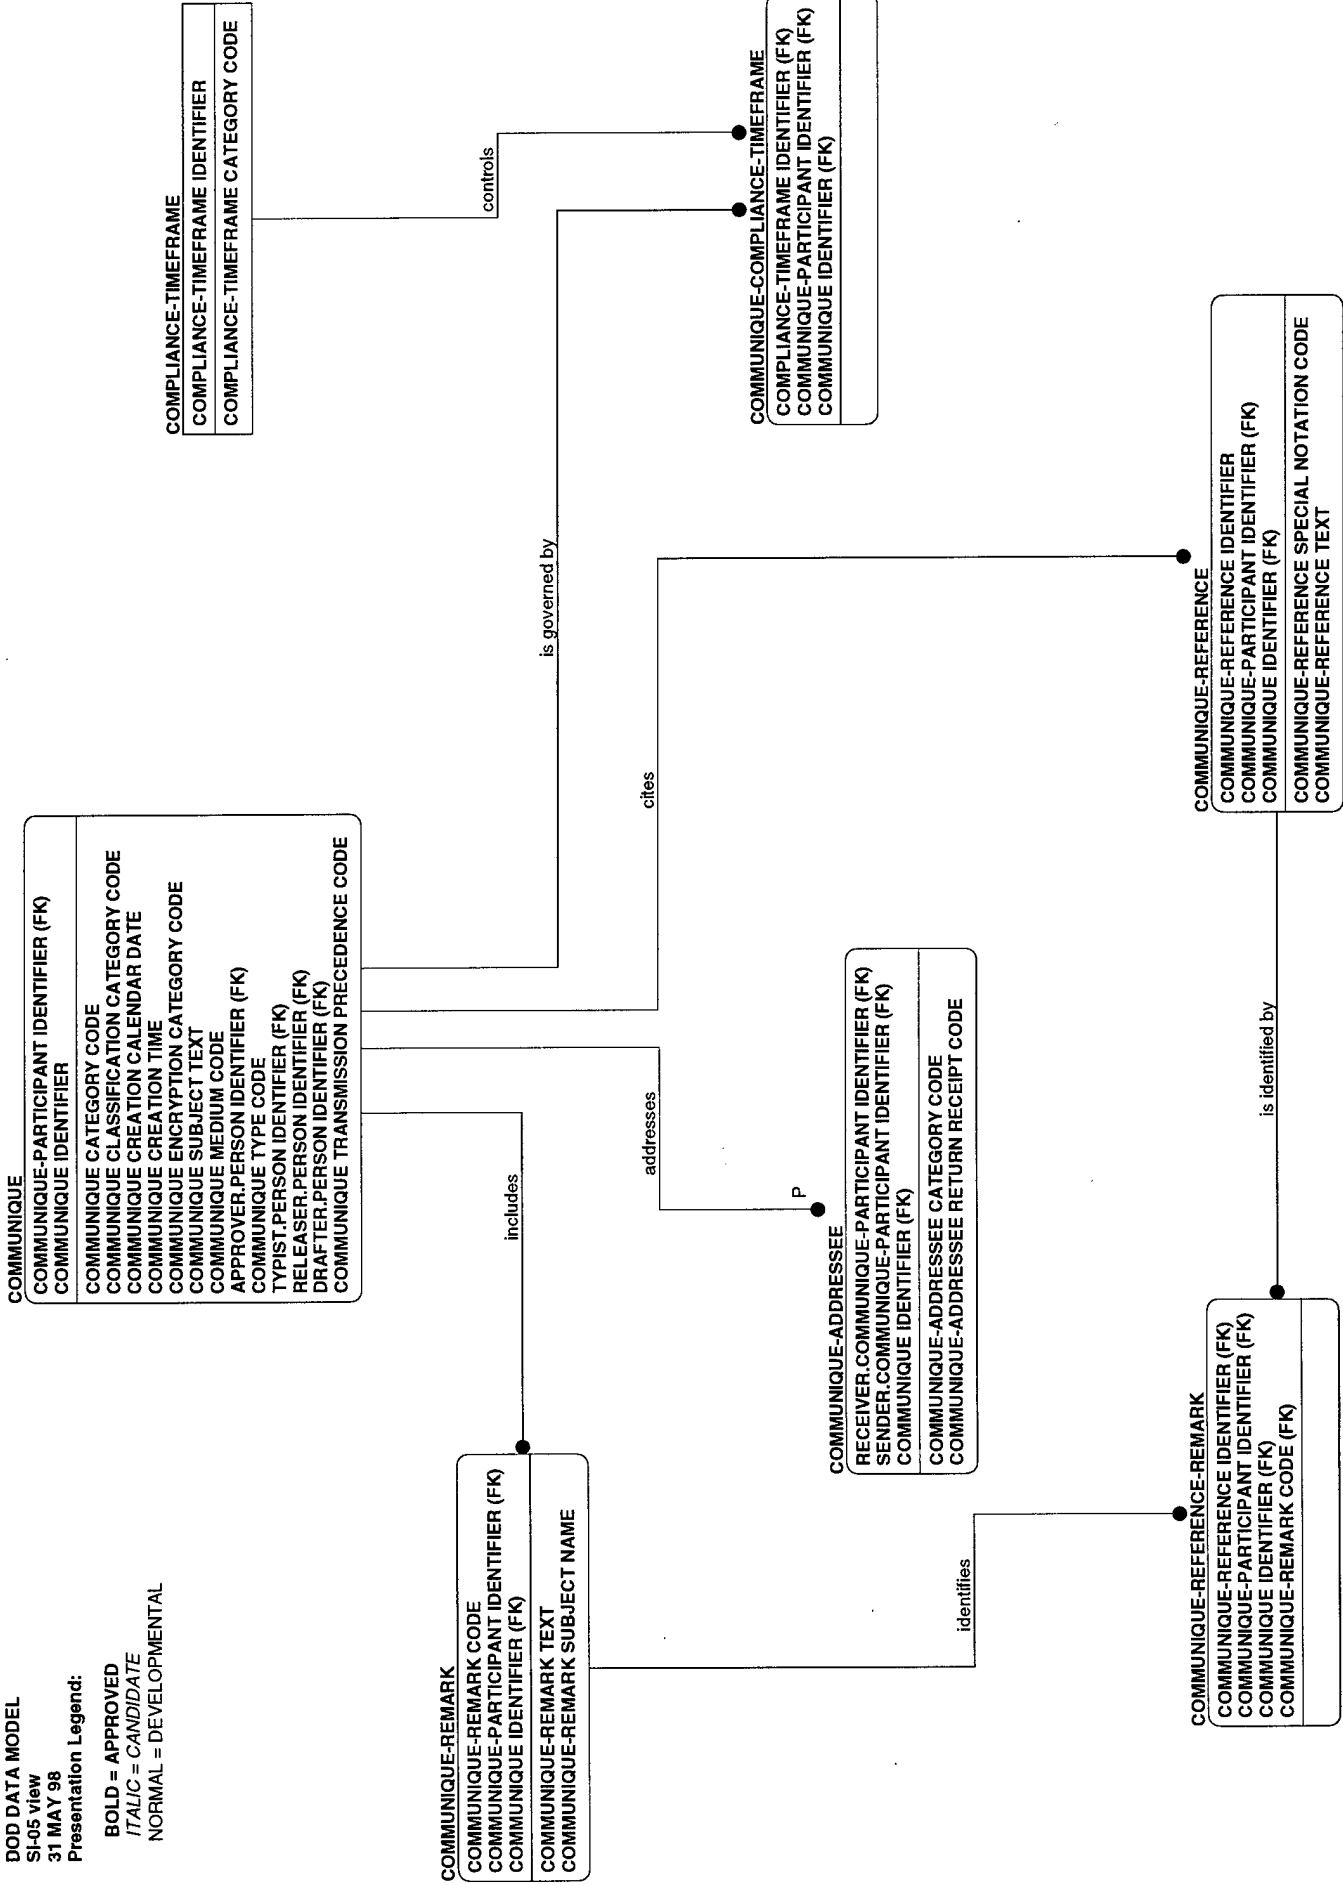 DOD DATA MODEL
SI-05 view
31 MAY 98
Presentation Legend:
BOLD = APPROVED
ITALIC = CANDIDATE
NORMAL = DEVELOPMENTAL
COMMUNIQUE
COMMUNIQUE-PARTICIPANT IDENTIFIER (FK)
COMMUNIQUE IDENTIFIER
COMMUNIQUE CATEGORY CODE
COMMUNIQUE CLASSIFICATION CATEGORY CODE
COMMUNIQUE CREATION CALENDAR DATE
COMMUNIQUE CREATION TIME
COMMUNIQUE ENCRYPTION CATEGORY CODE
COMMUNIQUE SUBJECT TEXT
COMMUNIQUE MEDIUM CODE
APPROVER.PERSON IDENTIFIER (FK)
COMMUNIQUE TYPE CODE
TYPIST.PERSON IDENTIFIER (FK)
RELEASER.PERSON IDENTIFIER (FK)
DRAFTER.PERSON IDENTIFIER (FK)
COMMUNIQUE TRANSMISSION PRECEDENCE CODE
COMPLIANCE-TIMEFRAME
COMPLIANCE-TIMEFRAME IDENTIFIER
COMPLIANCE-TIMEFRAME CATEGORY CODE
includes
addresses
P
cites
is governed by
controls
COMMUNIQUE-REMARK
COMMUNIQUE-REMARK CODE
COMMUNIQUE-PARTICIPANT IDENTIFIER (FK)
COMMUNIQUE IDENTIFIER (FK)
COMMUNIQUE-REMARK TEXT
COMMUNIQUE-REMARK SUBJECT NAME
COMMUNIQUE-ADDRESSEE
RECEIVER.COMMUNIQUE-PARTICIPANT IDENTIFIER (FK)
SENDER.COMMUNIQUE-PARTICIPANT IDENTIFIER (FK)
COMMUNIQUE IDENTIFIER (FK)
COMMUNIQUE-ADDRESSEE CATEGORY CODE
COMMUNIQUE-ADDRESSEE RETURN RECEIPT CODE
COMMUNIQUE-COMPLIANCE-TIMEFRAME
COMPLIANCE-TIMEFRAME IDENTIFIER (FK)
COMMUNIQUE-PARTICIPANT IDENTIFIER (FK)
COMMUNIQUE IDENTIFIER (FK)
identifies
COMMUNIQUE-REFERENCE-REMARK
COMMUNIQUE-REFERENCE IDENTIFIER (FK)
COMMUNIQUE-PARTICIPANT IDENTIFIER (FK)
COMMUNIQUE IDENTIFIER (FK)
COMMUNIQUE-REMARK CODE (FK)
is identified by
COMMUNIQUE-REFERENCE
COMMUNIQUE-REFERENCE IDENTIFIER
COMMUNIQUE-PARTICIPANT IDENTIFIER (FK)
COMMUNIQUE IDENTIFIER (FK)
COMMUNIQUE-REFERENCE SPECIAL NOTATION CODE
COMMUNIQUE-REFERENCE TEXT